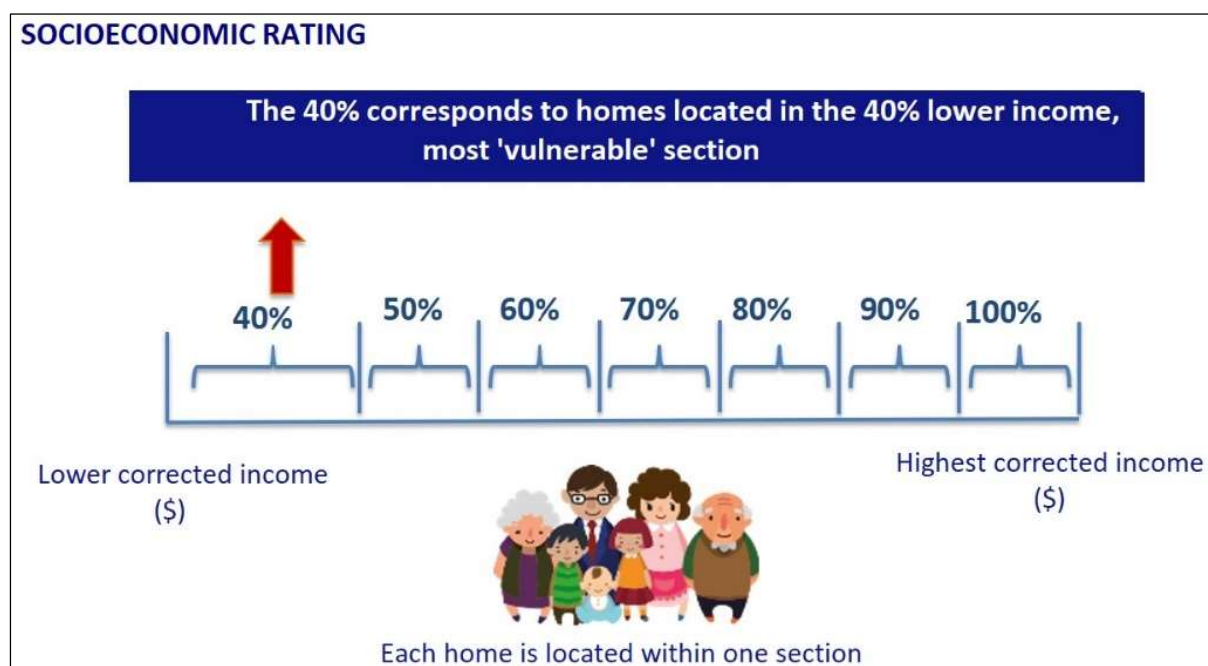 SOCIOECONOMIC RATING
The 40% corresponds to homes located in the 40% lower income,
most 'vulnerable' section
40%
50%
60%
70%
80%
90%
100%
Lower corrected income
($)
Highest corrected income
($)
Each home is located within one section